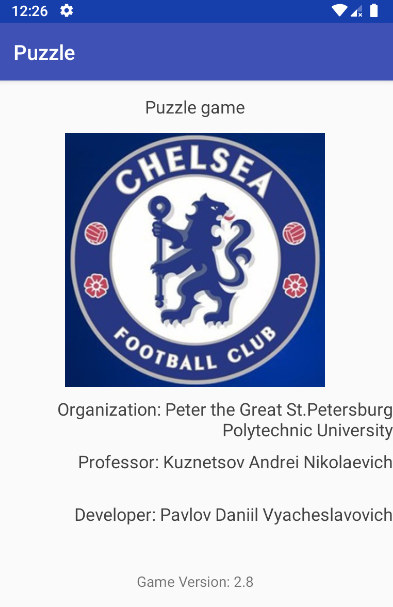 12:26
Puzzle
Puzzle game
CHELSEA
FOOTBALL CLUB
Organization: Peter the Great St.Petersburg
Polytechnic University
Professor: Kuznetsov Andrei Nikolaevich
Developer: Pavlov Daniil Vyacheslavovich
Game Version: 2.8